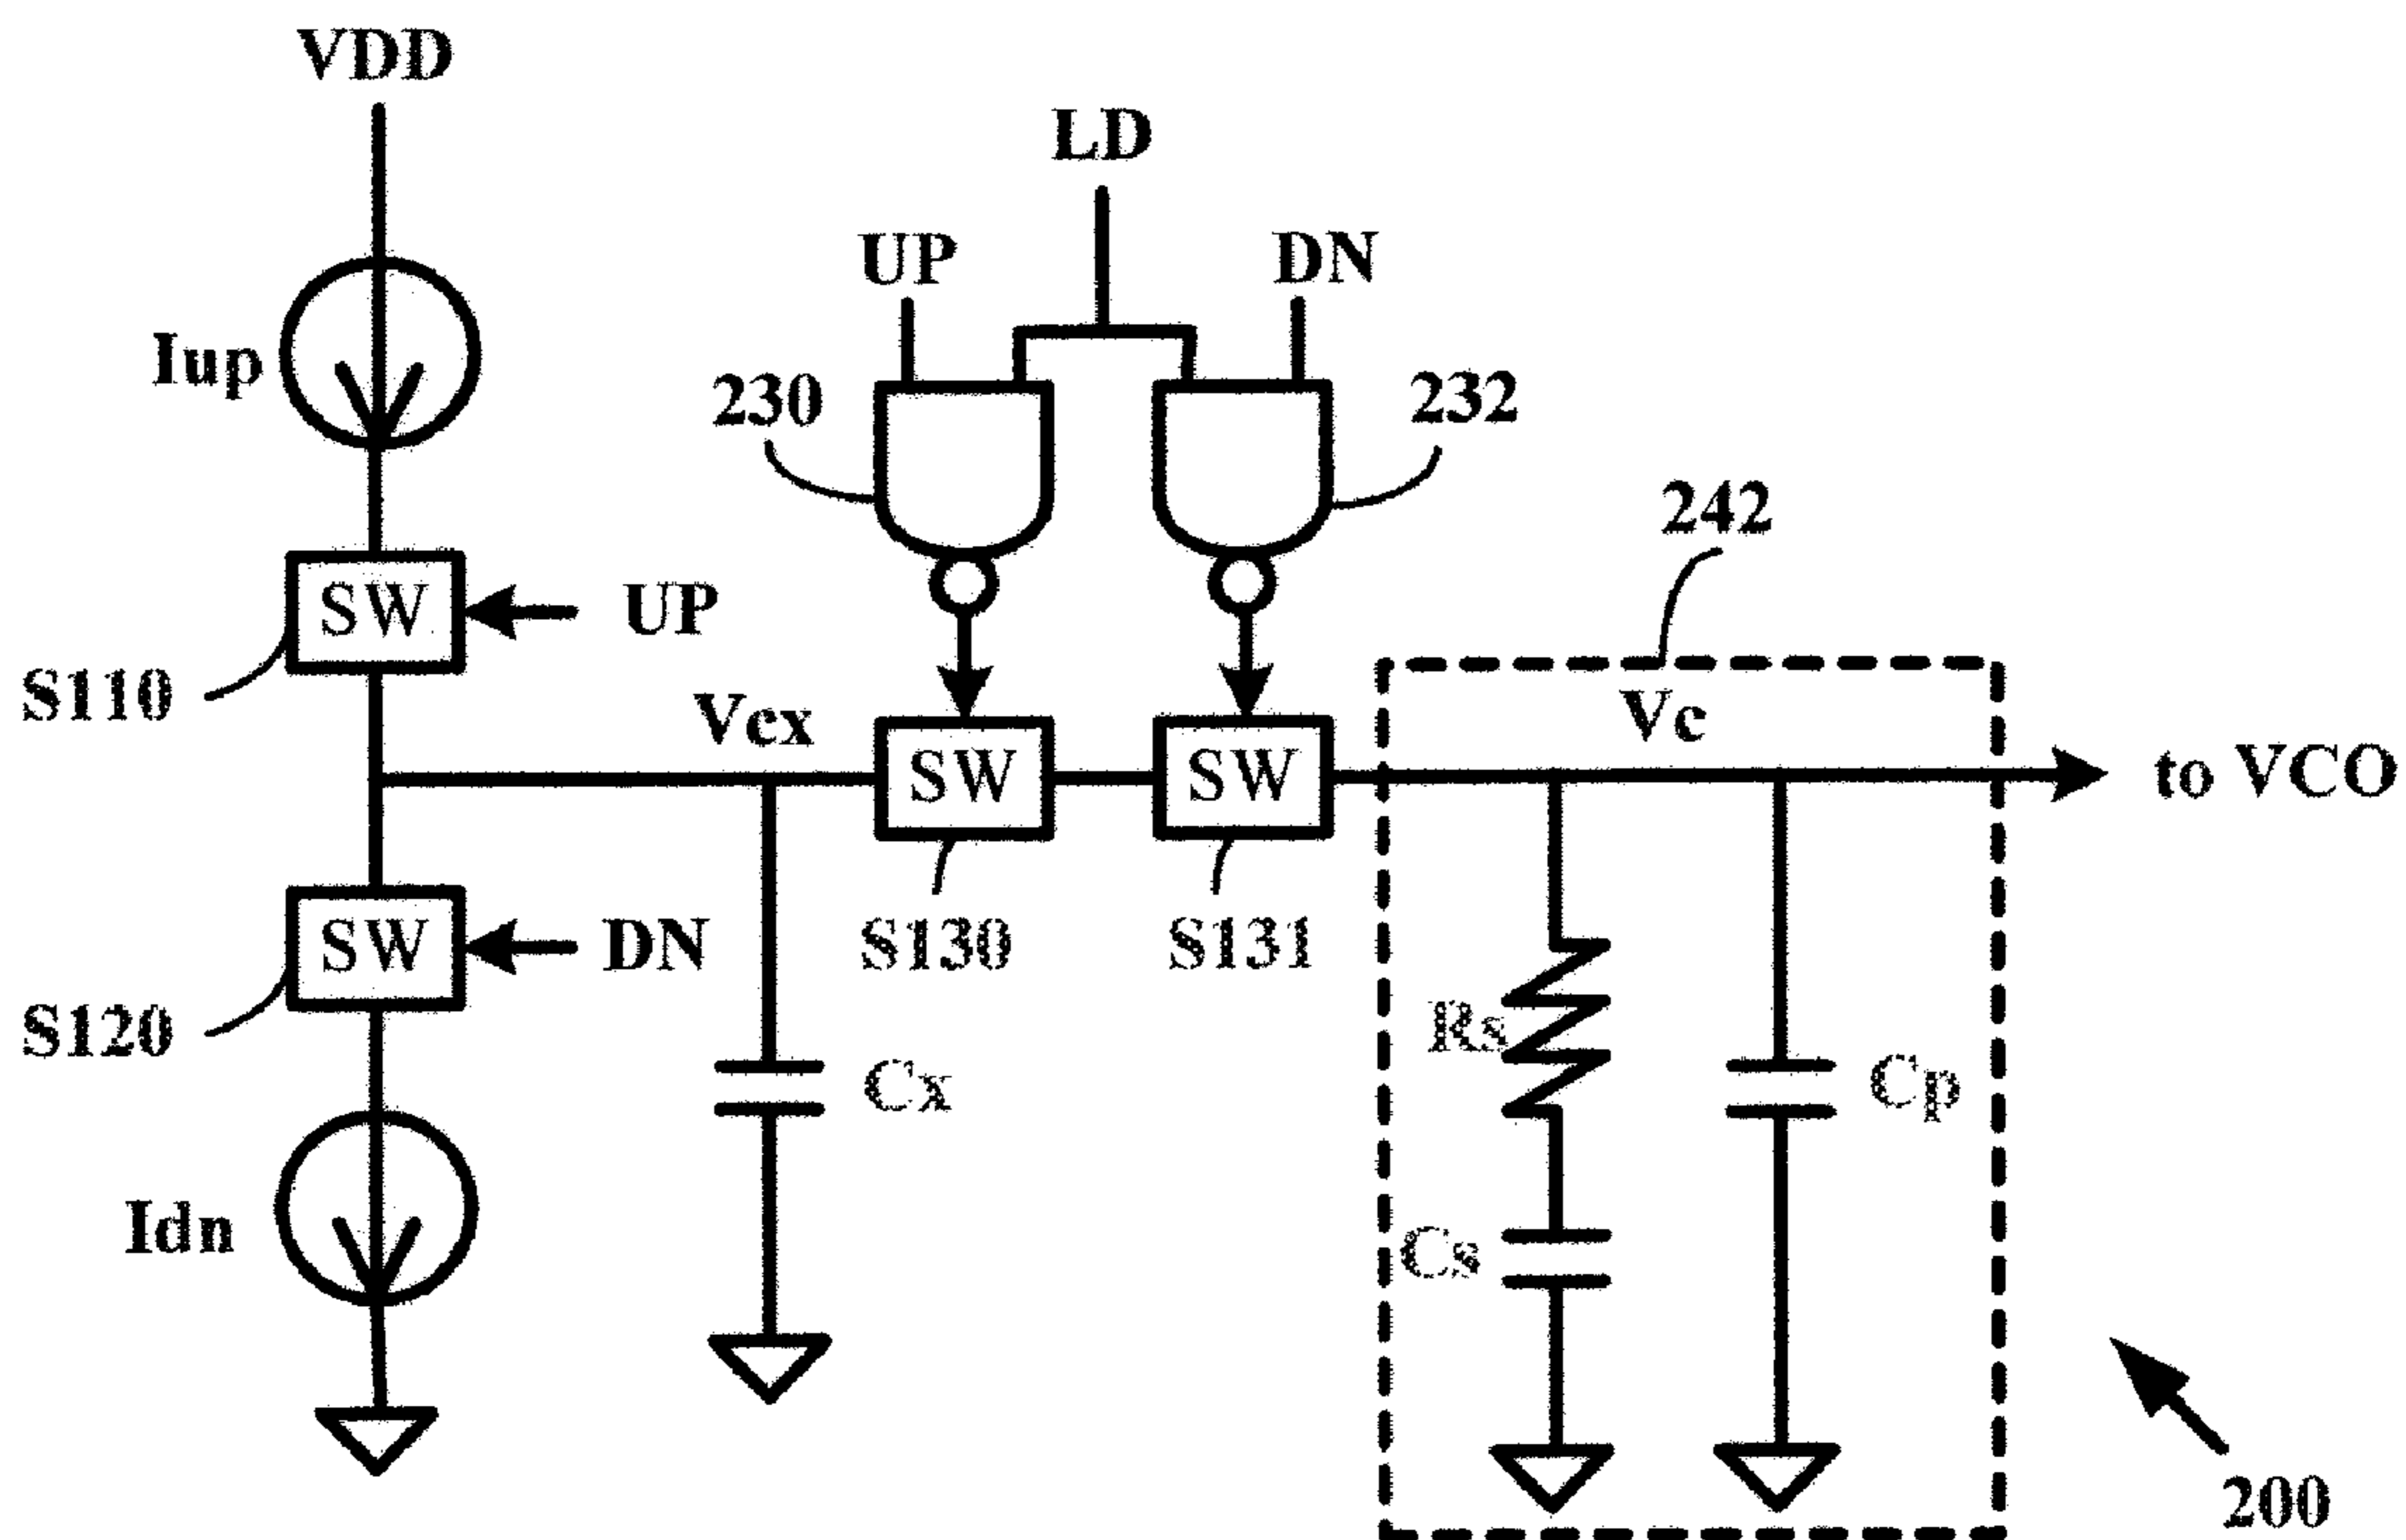 VDD
LD
UP
DN
Iup
230
232
242
SW
UP
S110
Vcx
SW
SW
Vc
to VCO
SW
DN
S130
S131
S120
Rs
Cx
Cp
Idn
Cs
200